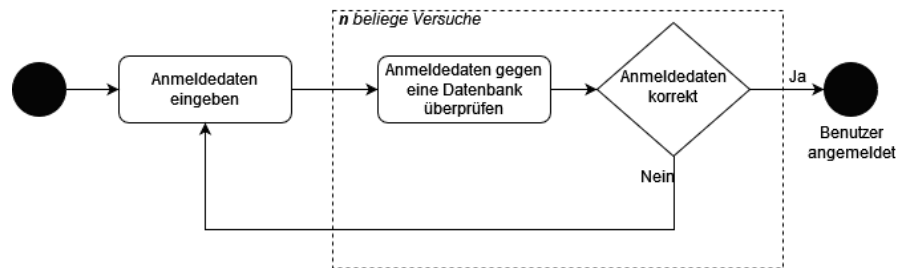 n beliege Versuche
Anmeldedaten
eingeben
Anmeldedaten gegen
eine Datenbank
überprüfen
Anmeldedaten
korrekt
Ja
Benutzer
angemeldet
Nein